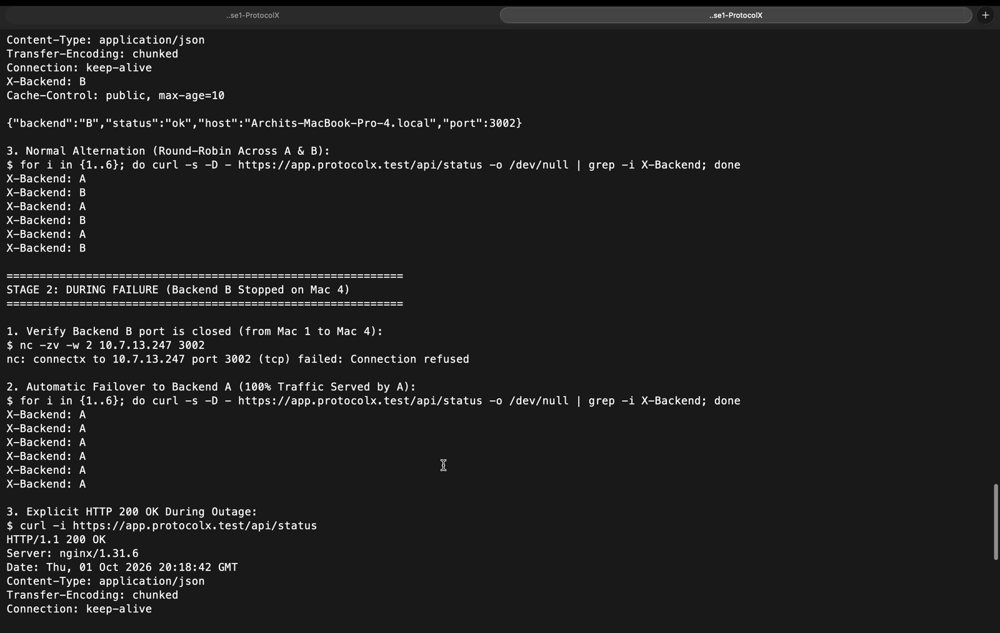 ..se1-ProtocolX
..se1-ProtocolX
+
Content-Type: application/json
Transfer-Encoding: chunked
Connection: keep-alive
X-Backend: B
Cache-Control: public, max-age=10
{"backend":"B","status":"ok","host":"Archits-MacBook-Pro-4.local","port":3002}
3. Normal Alternation (Round-Robin Across A & B):
$ for i in {1..6}; do curl -s -D - https://app.protocolx.test/api/status -o /dev/null | grep -i X-Backend; done
X-Backend: A
X-Backend: B
X-Backend: A
X-Backend: B
X-Backend: A
X-Backend: B
============================================================
STAGE 2: DURING FAILURE (Backend B Stopped on Mac 4)
============================================================
1. Verify Backend B port is closed (from Mac 1 to Mac 4):
$ nc -zv -w 2 10.7.13.247 3002
nc: connectx to 10.7.13.247 port 3002 (tcp) failed: Connection refused
2. Automatic Failover to Backend A (100% Traffic Served by A):
$ for i in {1..6}; do curl -s -D - https://app.protocolx.test/api/status -o /dev/null | grep -i X-Backend; done
X-Backend: A
X-Backend: A
X-Backend: A
X-Backend: A
X-Backend: A
X-Backend: A
3. Explicit HTTP 200 OK During Outage:
$ curl -i https://app.protocolx.test/api/status
HTTP/1.1 200 OK
Server: nginx/1.31.6
Date: Thu, 01 Oct 2026 20:18:42 GMT
Content-Type: application/json
Transfer-Encoding: chunked
Connection: keep-alive